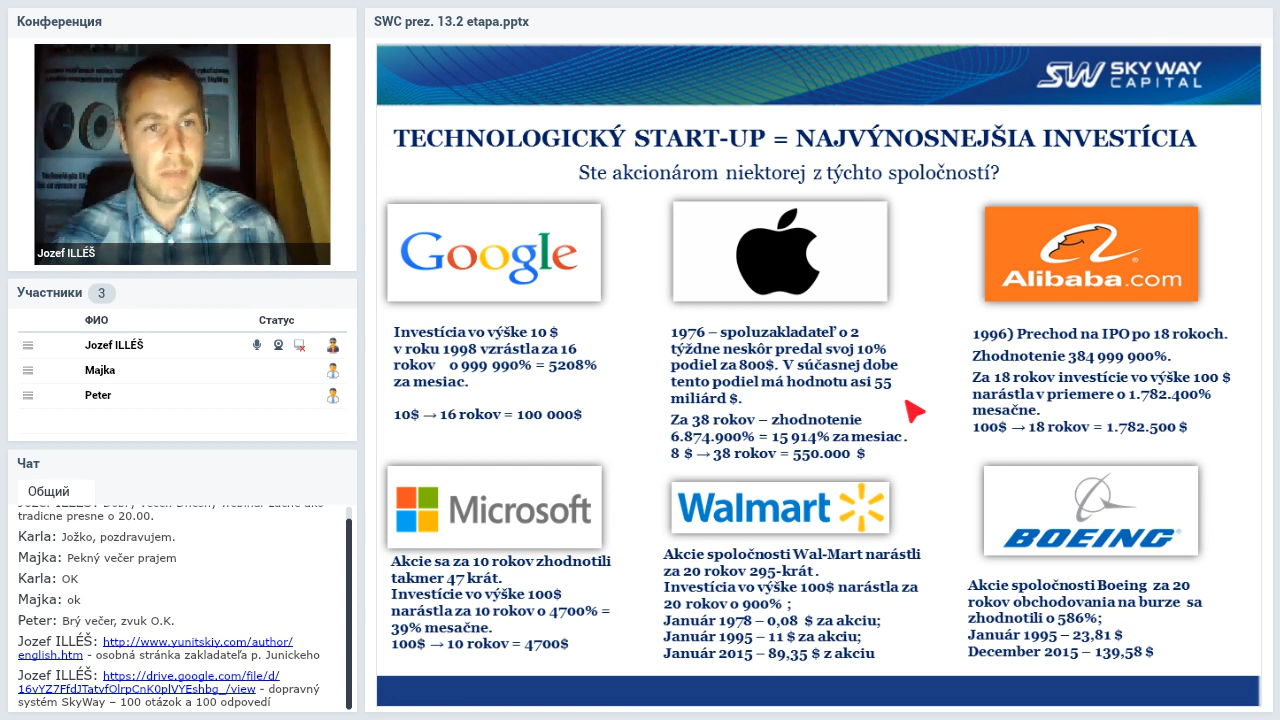 Конференция
Jozef ILLÉŠ
Участники 3
ФИО Статус
Jozef ILLÉŠ
Majka
Peter
Чат
Общий
tradicne presne o 20.00.
Karla: Jožko, pozdravujem.
Majka: Pekný večer prajem
Karla: OK
Majka: ok
Peter: Brý večer, zvuk O.K.
Jozef ILLÉŠ: http://www.yunitskiy.com/author/
english.htm - osobná stránka zakladateľa p. Junickeho
Jozef ILLÉŠ: https://drive.google.com/file/d/
16vYZ7FfdJTatvfOlrpCnK0plVYEshbg_/view - dopravný
systém SkyWay – 100 otázok a 100 odpovedí
SWC prez. 13.2 etapa.pptx
SW SKY WAY
CAPITAL
TECHNOLOGICKÝ START-UP = NAJVÝNOSNEJŠIA INVESTÍCIA
Ste akcionárom niektorej z týchto spoločností?
Google
Investícia vo výške 10 $
v roku 1998 vzrástla za 16
rokov o 999 990% = 5208%
za mesiac.
10$ → 16 rokov = 100 000$
1976 – spoluzakladateľ o 2
týždne neskôr predal svoj 10%
podiel za 800$. V súčasnej dobe
tento podiel má hodnotu asi 55
miliárd $.
Za 38 rokov – zhodnotenie
6.874.900% = 15 914% za mesiac.
8 $ → 38 rokov = 550.000 $
Alibaba.com
1996) Prechod na IPO po 18 rokoch.
Zhodnotenie 384 999 900%.
Za 18 rokov investície vo výške 100 $
narástla v priemere o 1.782.400%
mesačne.
100$ → 18 rokov = 1.782.500 $
Microsoft
Akcie sa za 10 rokov zhodnotili
takmer 47 krát.
Investície vo výške 100$
narástla za 10 rokov o 4700% =
39% mesačne.
100$ → 10 rokov = 4700$
Walmart
Akcie spoločnosti Wal-Mart narástli
za 20 rokov 295-krát.
Investícia vo výške 100$ narástla za
20 rokov o 900% ;
Január 1978 – 0,08 $ za akciu;
Január 1995 – 11 $ za akciu;
Január 2015 – 89,35 $ z akciu
BOEING
Akcie spoločnosti Boeing za 20
rokov obchodovania na burze sa
zhodnotili o 586%;
Január 1995 – 23,81 $
December 2015 – 139,58 $